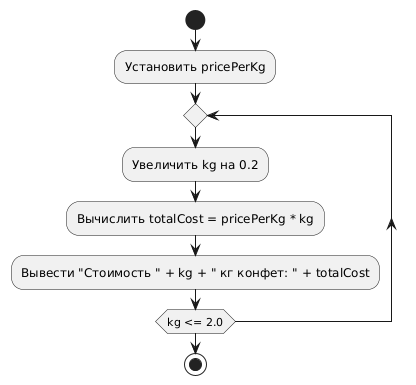 Установить pricePerKg
Увеличить kg на 0.2
Вычислить totalCost = pricePerKg * kg
Вывести "Стоимость " + kg + " кг конфет: " + totalCost
kg <= 2.0